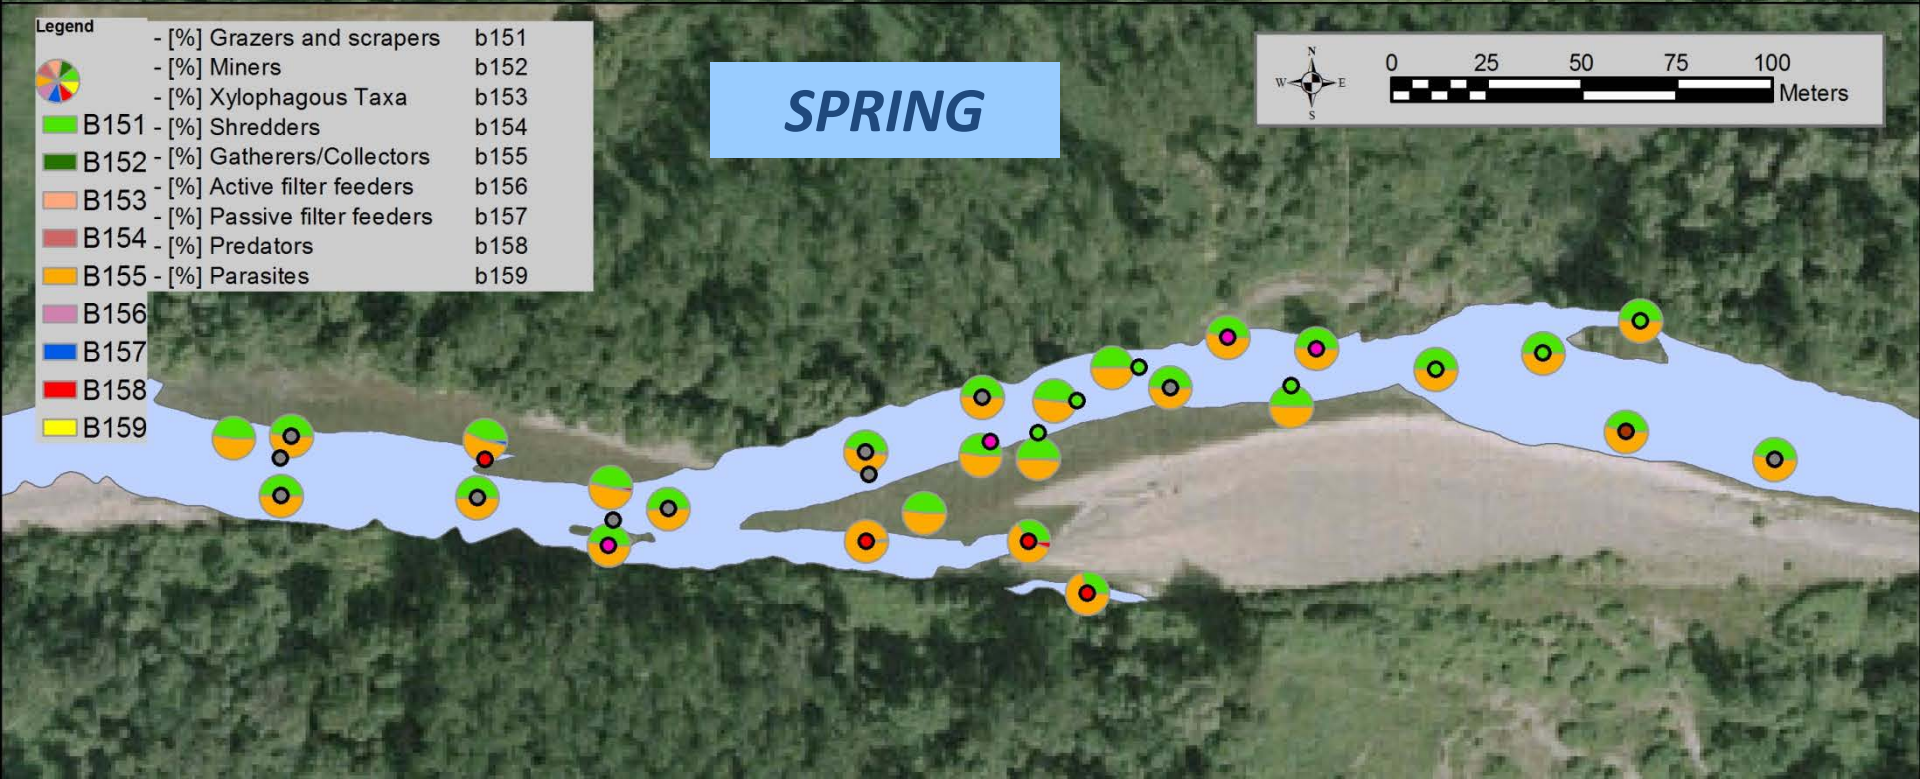 Legend
- [%] Grazers and scrapers b151
- [%] Miners b152
- [%] Xylophagous Taxa b153
B151 - [%] Shredders b154
B152 - [%] Gatherers/Collectors b155
- [%] Active filter feeders b156
B153 - [%] Passive filter feeders b157
B154 - [%] Predators b158
B155 - [%] Parasites b159
B156
B157
B158
B159
SPRING
N
W E
S
0 25 50 75 100
Meters